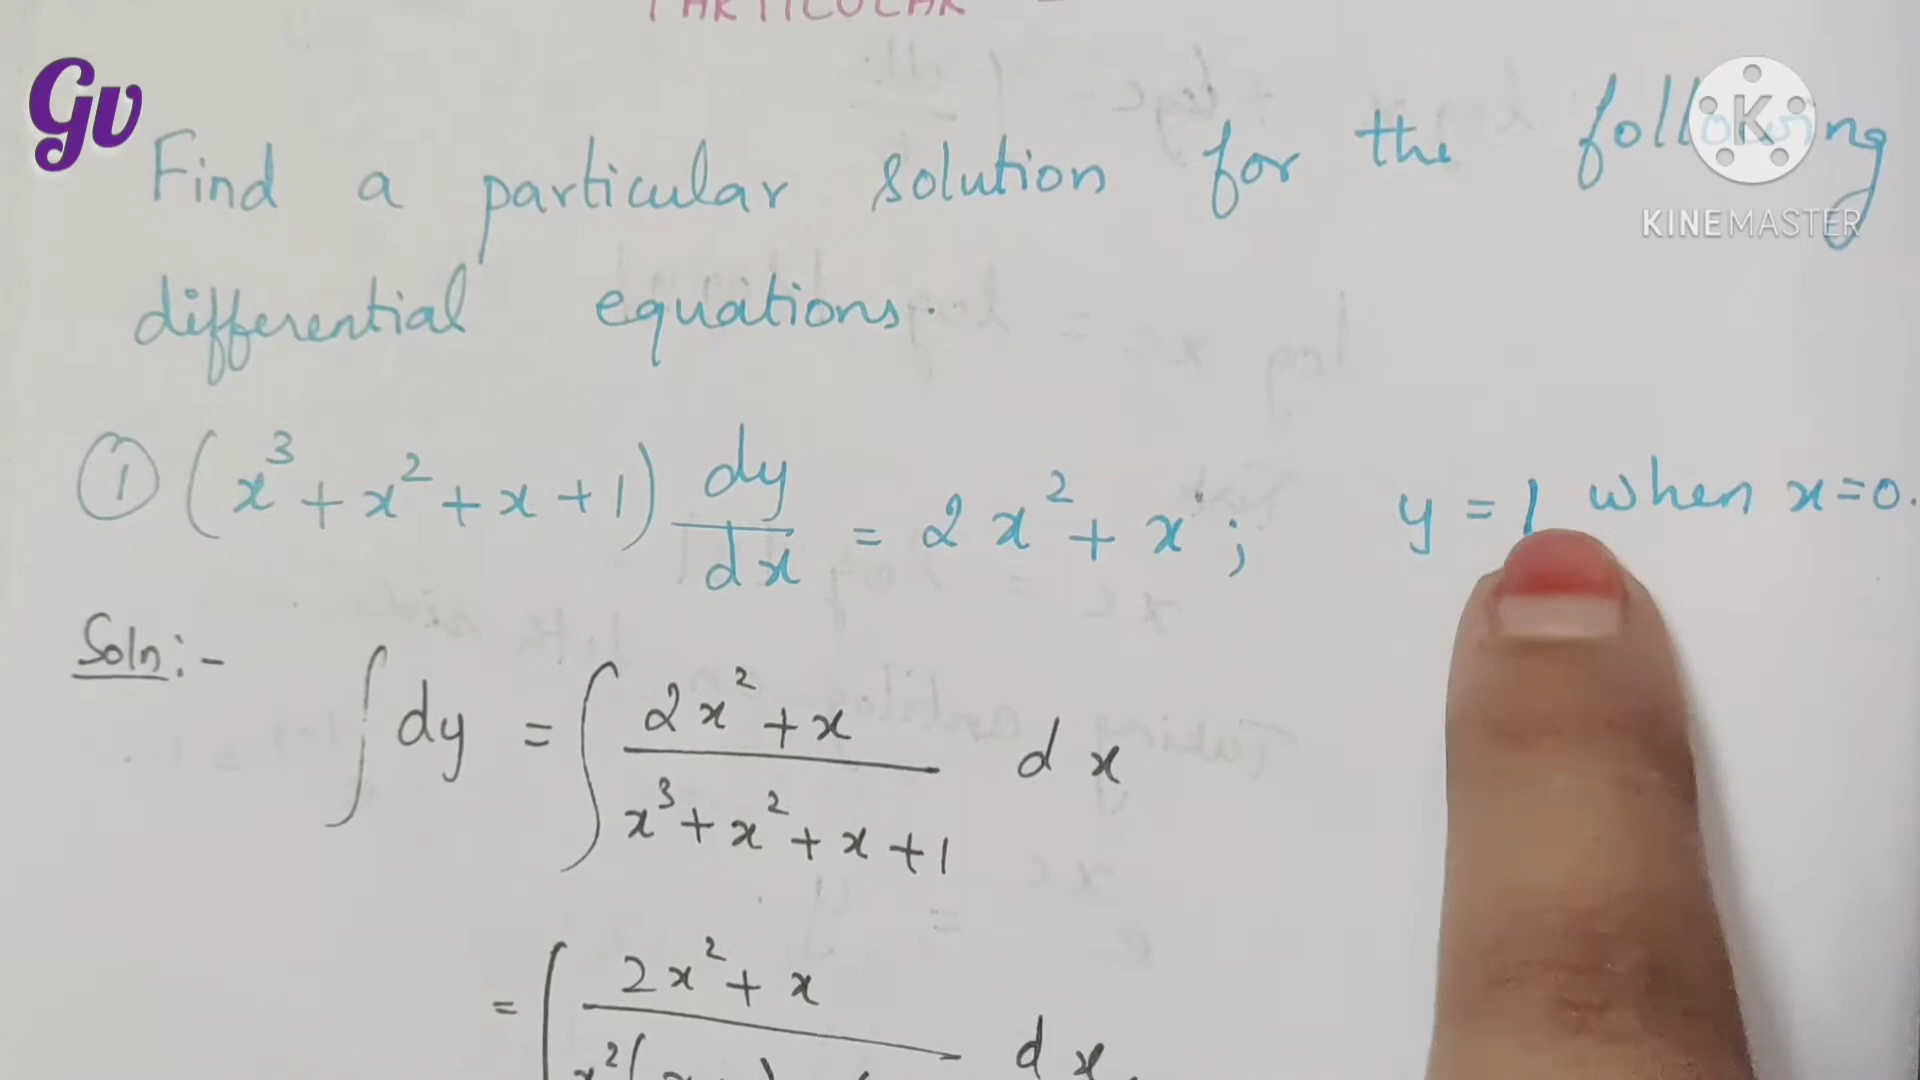 PARTICULAR
Gv
Find a particular solution for the following
KINEMASTER
differential equations.
① (x³ + x² + x + 1) dy/dx = 2x² + x ; y = 1 when x = 0.
Soln:-
∫ dy = ∫ (2x² + x)/(x³ + x² + x + 1) dx
= ∫ 2x² + x dx